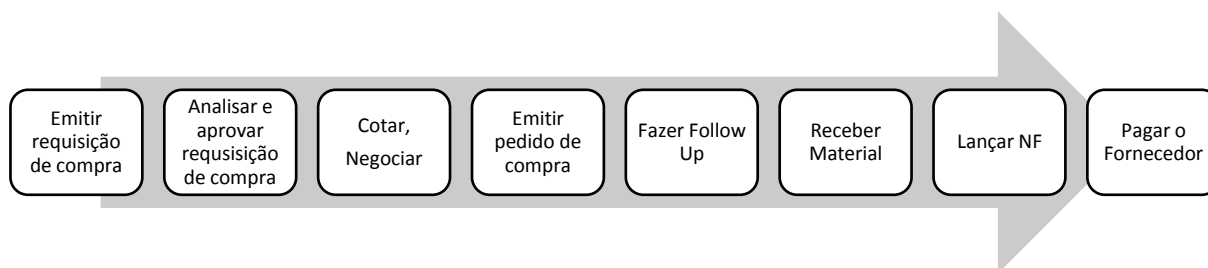 Emitir
requisição
de compra
Analisar e
aprovar
requsisição
de compra
Cotar,
Negociar
Emitir
pedido de
compra
Fazer Follow
Up
Receber
Material
Lançar NF
Pagar o
Fornecedor